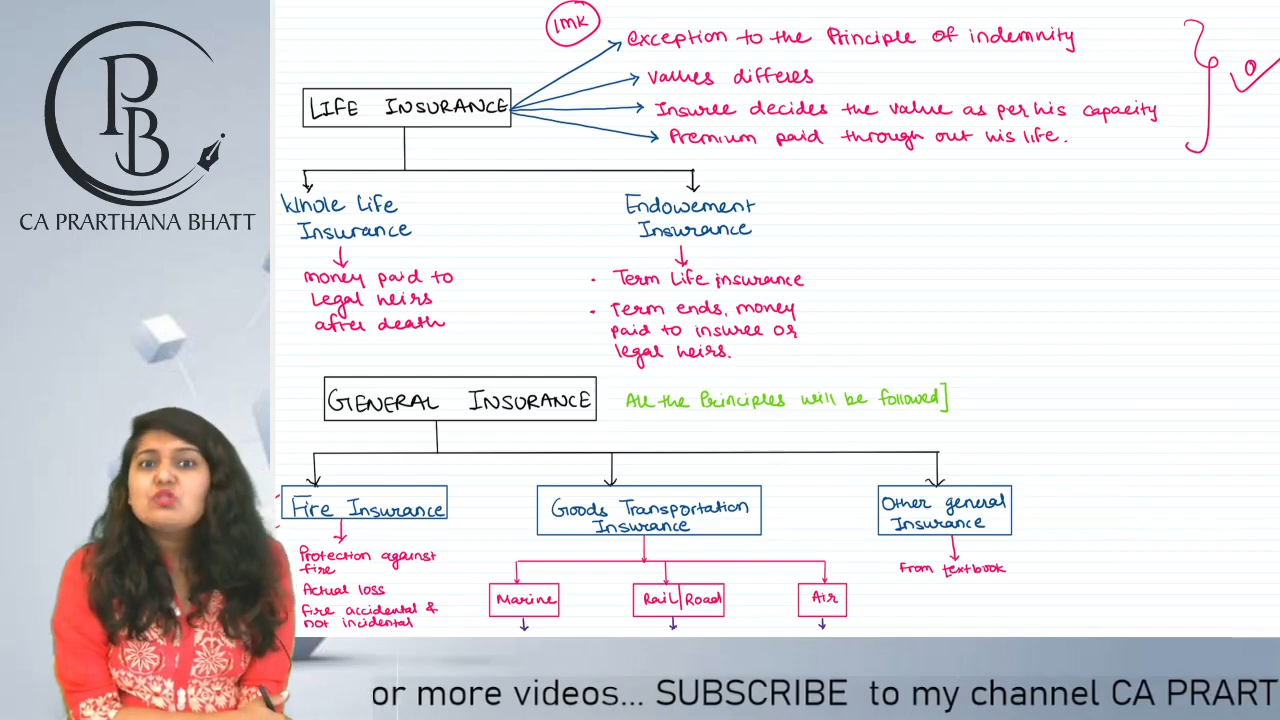 PB
CA PRARTHANA BHATT
1mk
LIFE INSURANCE
exception to the Principle of indemnity
Values differs
Insuree decides the value as per his capacity
Premium paid through out his life.
Whole Life
Insurance
Money paid to
Legal heirs
after death
Endowement
Insurance
· Term Life insurance
· Term ends, money
paid to insuree or
legal heirs.
GENERAL INSURANCE
All the Principles will be followed]
Fire Insurance
Protection against
fire
Actual loss
Fire accidental &
not incidental
Goods Transportation
Insurance
Marine
Rail/Road
Air
Other general
Insurance
From textbook
or more videos... SUBSCRIBE to my channel CA PRART